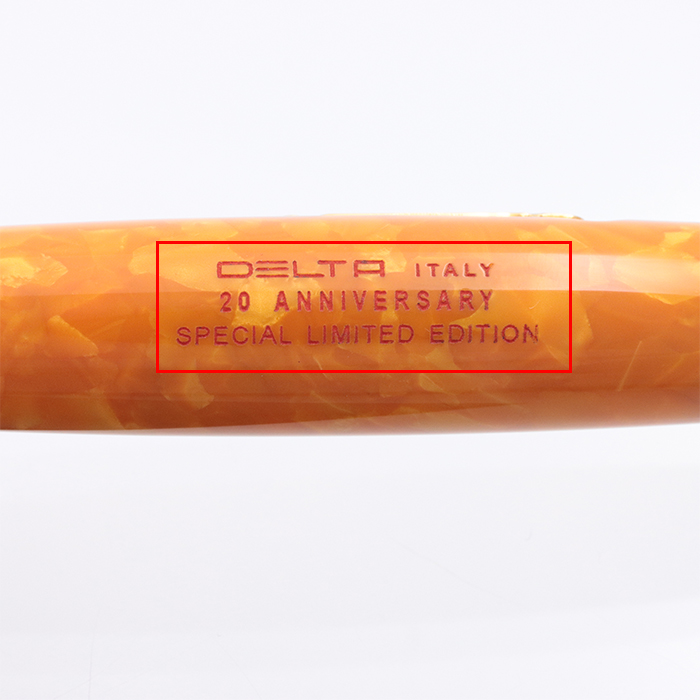 DELTA ITALY
20 ANNIVERSARY
SPECIAL LIMITED EDITION